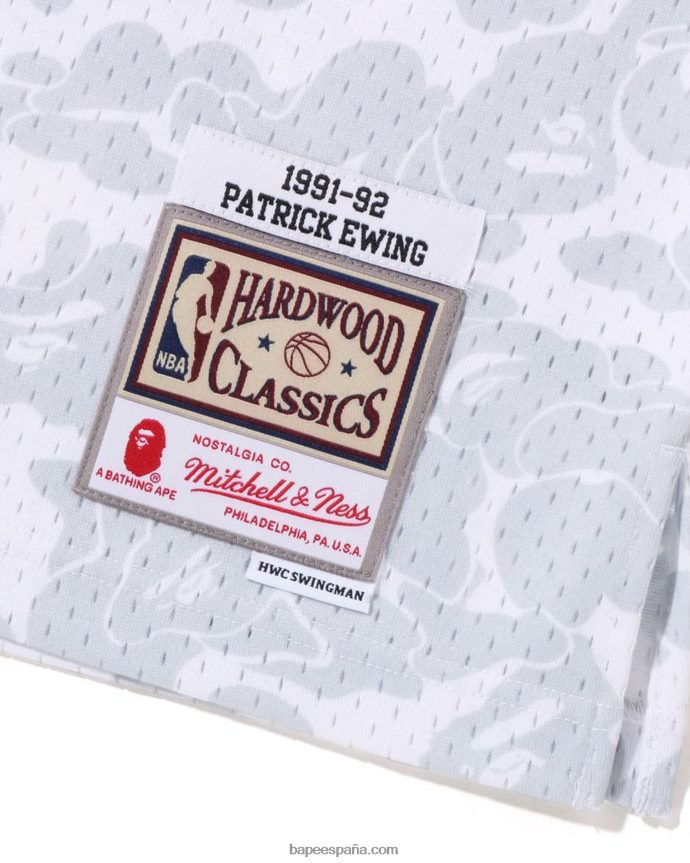 1991-92
PATRICK EWING
HARDWOOD
NBA
CLASSICS
NOSTALGIA CO.
A BATHING APE®
Mitchell & Ness
PHILADELPHIA, PA. U.S.A.
HWC SWINGMAN
bapeespaña.com